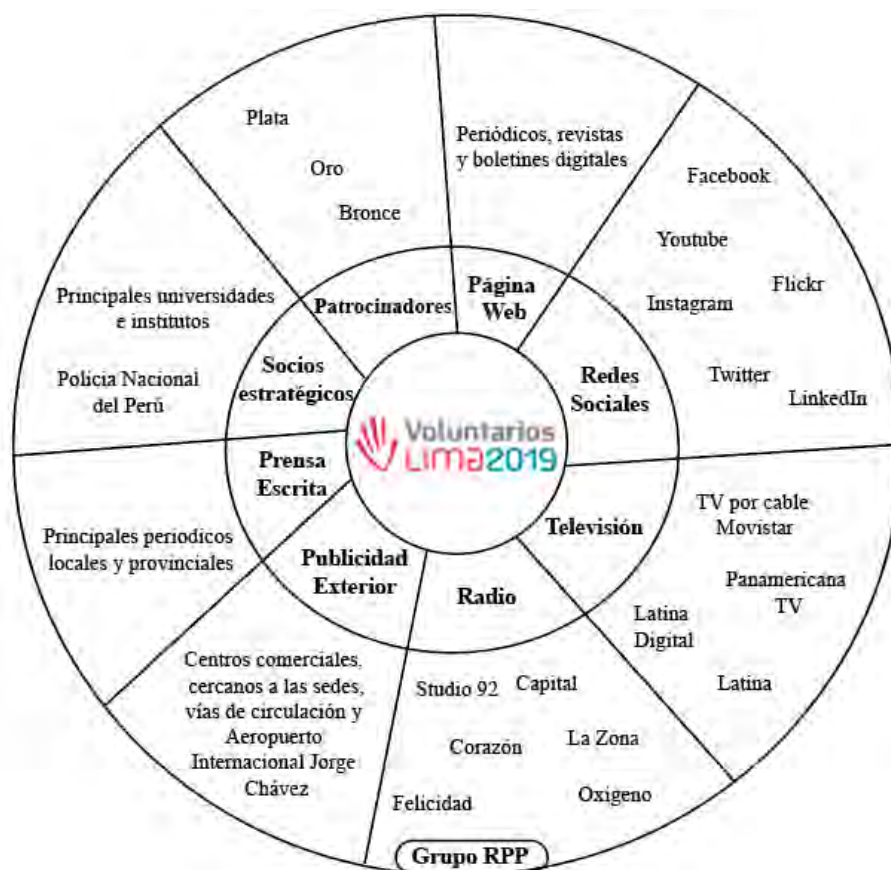 Plata
Oro
Bronce
Patrocinadores
Periódicos, revistas
y boletines digitales
Página
Web
Facebook
Youtube
Flickr
Instagram
Twitter
LinkedIn
Redes
Sociales
TV por cable
Movistar
Panamericana
TV
Latina
Digital
Latina
Televisión
Radio
Studio 92
Capital
Corazón
La Zona
Felicidad
Oxigeno
Grupo RPP
Publicidad
Exterior
Centros comerciales,
cercanos a las sedes,
vías de circulación y
Aeropuerto
Internacional Jorge
Chávez
Prensa
Escrita
Principales periodicos
locales y provinciales
Socios
estratégicos
Principales universidades
e institutos
Policia Nacional
del Perú
Voluntarios
Lima2019